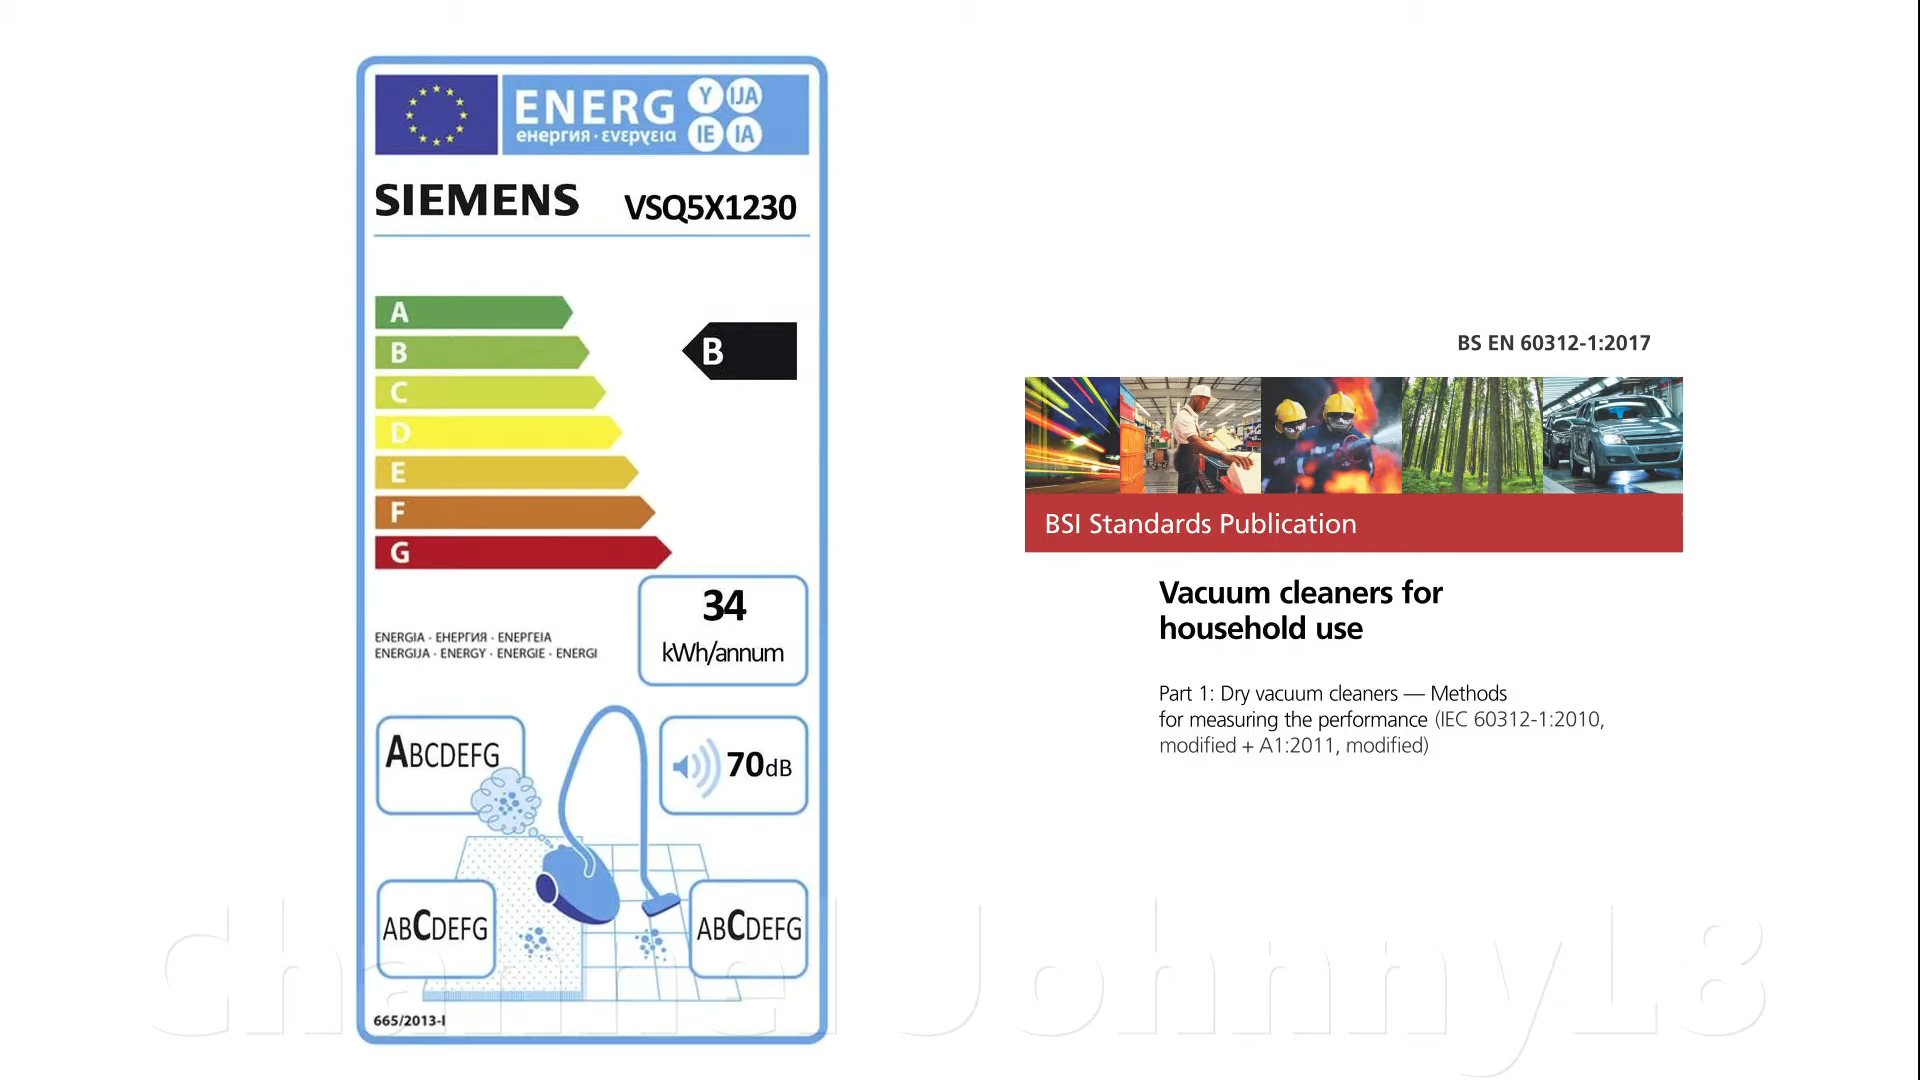 ENERG Y IJA
енергия · ενεργεια IE IA
SIEMENS VSQ5X1230
A
B
B
C
D
E
F
G
34
kWh/annum
ENERGIA · ЕНЕРГИЯ · ΕΝΕΡΓΕΙΑ
ENERGIJA · ENERGY · ENERGIE · ENERGI
ABCDEFG
70dB
ABCDEFG
ABCDEFG
665/2013-I
BS EN 60312-1:2017
BSI Standards Publication
Vacuum cleaners for
household use
Part 1: Dry vacuum cleaners — Methods
for measuring the performance (IEC 60312-1:2010,
modified + A1:2011, modified)
Channel JohnnyL8